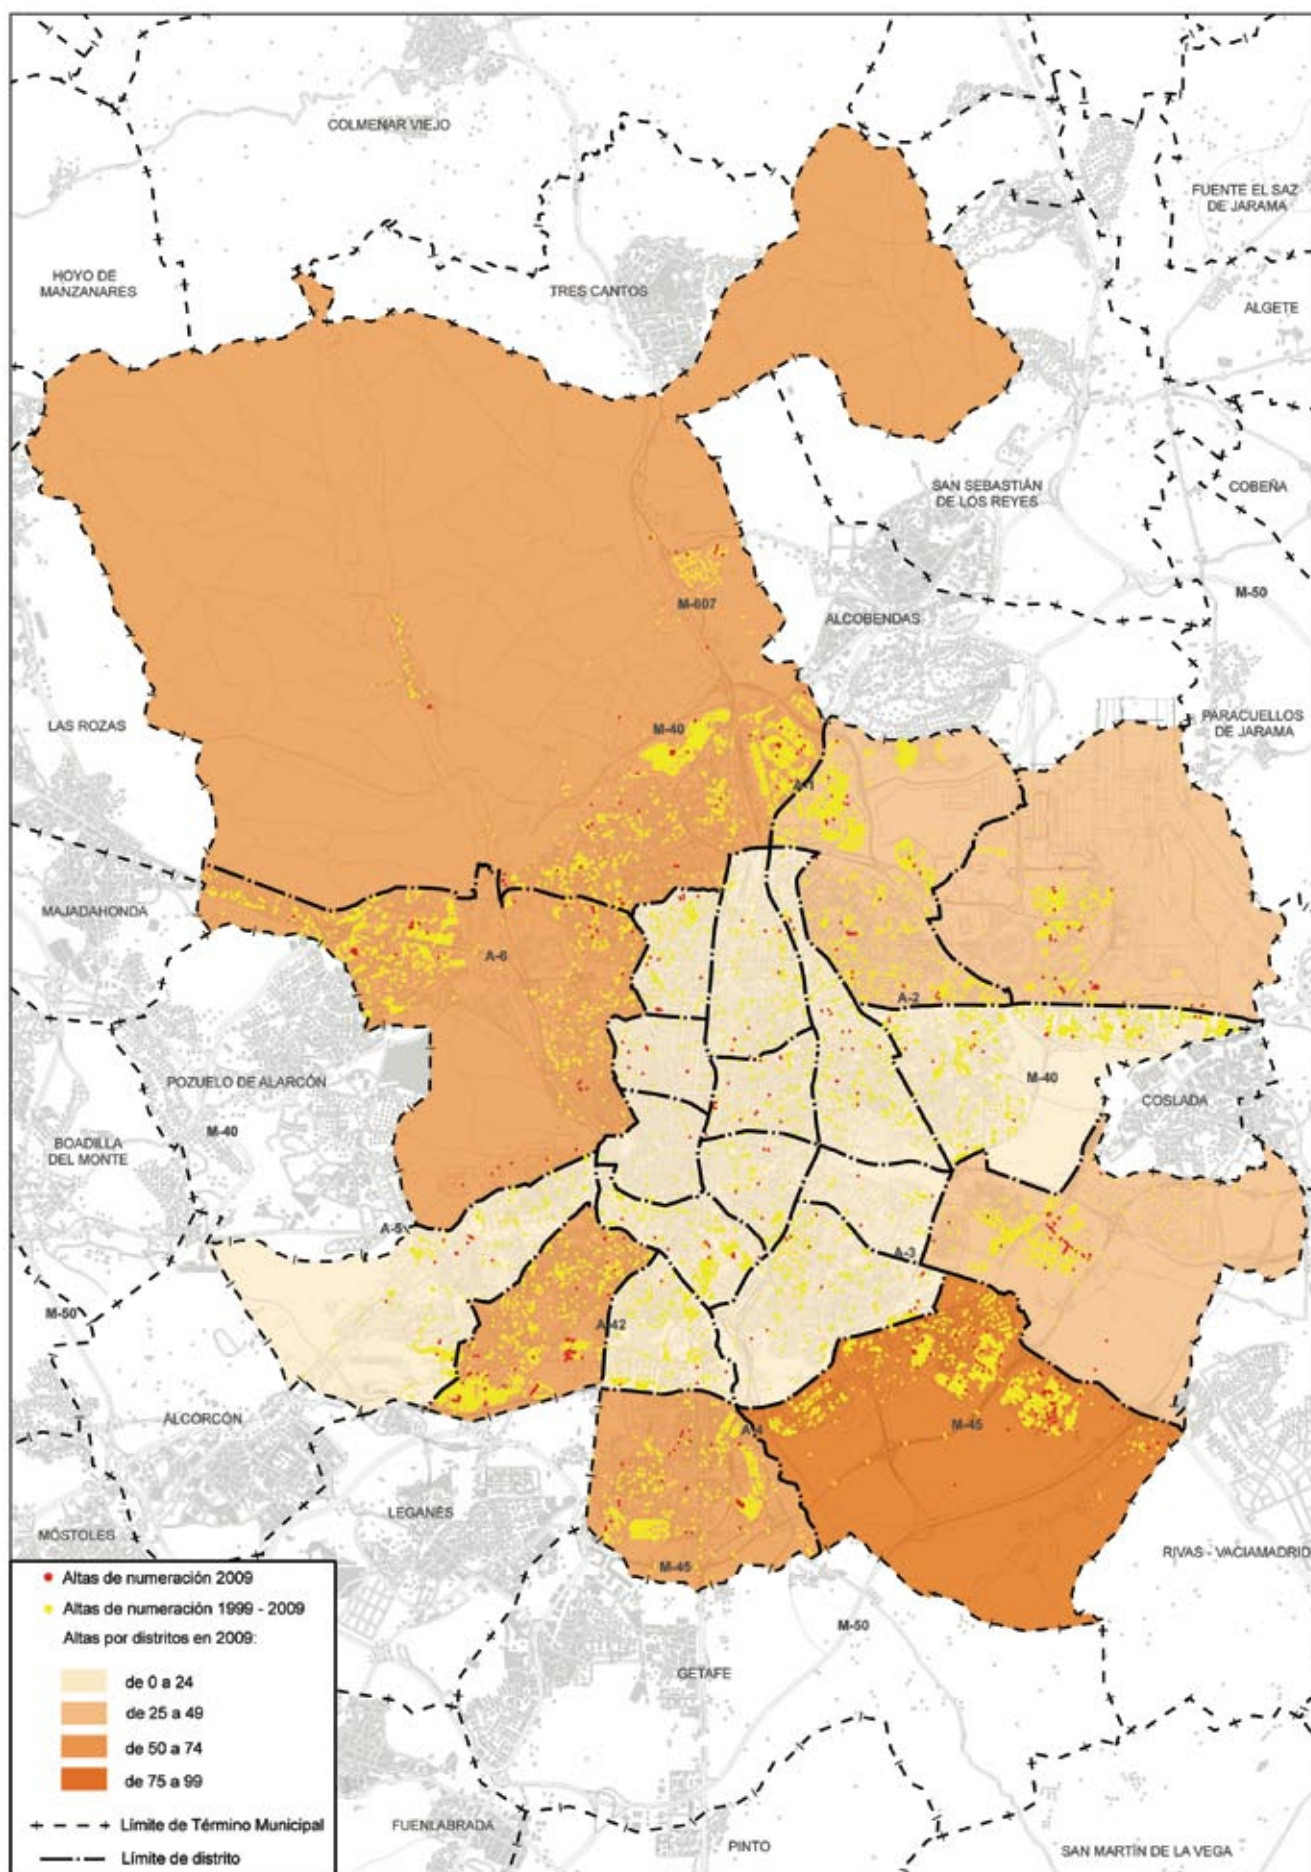 COLMENAR VIEJO
FUENTE EL SAZ
DE JARAMA
HOYO DE
MANZANARES
TRES CANTOS
ALGETE
SAN SEBASTIÁN
DE LOS REYES
COBEÑA
M-50
M-607
ALCOBENDAS
LAS ROZAS
M-40
PARACUELLOS
DE JARAMA
A-1
MAJADAHONDA
A-6
A-2
POZUELO DE ALARCÓN
M-40
COSLADA
M-40
BOADILLA
DEL MONTE
A-5
A-3
M-50
A-42
ALCORCÓN
A-4
M-45
LEGANÉS
MÓSTOLES
RIVAS - VACIAMADRID
M-45
M-50
GETAFE
Altas de numeración 2009
Altas de numeración 1999 - 2009
Altas por distritos en 2009:
de 0 a 24
de 25 a 49
de 50 a 74
de 75 a 99
Límite de Término Municipal
Límite de distrito
FUENLABRADA
PINTO
SAN MARTÍN DE LA VEGA